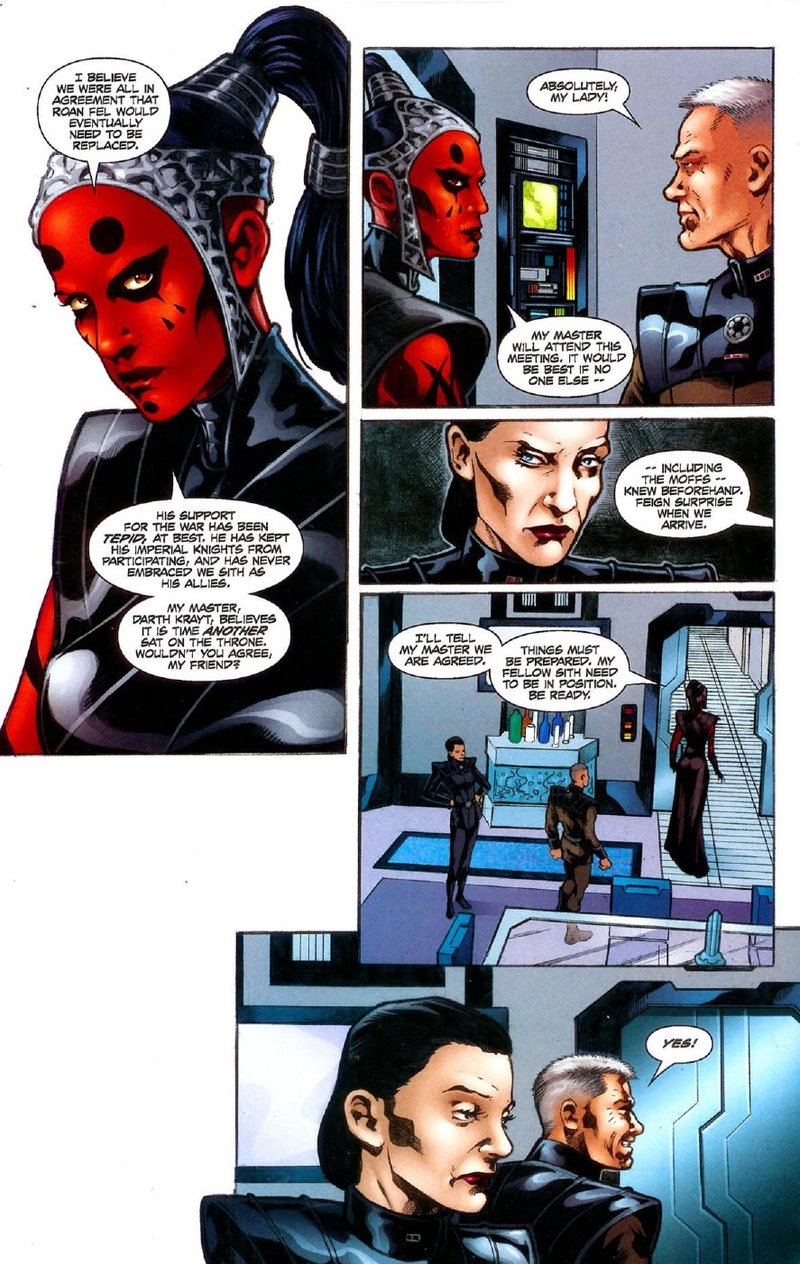 I BELIEVE
WE WERE ALL IN
AGREEMENT THAT
ROAN FEL WOULD
EVENTUALLY
NEED TO BE
REPLACED.
HIS SUPPORT
FOR THE WAR HAS BEEN
TEPID, AT BEST. HE HAS KEPT
HIS IMPERIAL KNIGHTS FROM
PARTICIPATING, AND HAS NEVER
EMBRACED WE SITH AS
HIS ALLIES.
MY MASTER,
DARTH KRAYT, BELIEVES
IT IS TIME ANOTHER
SAT ON THE THRONE.
WOULDN'T YOU AGREE,
MY FRIEND?
ABSOLUTELY,
MY LADY!
MY MASTER
WILL ATTEND THIS
MEETING. IT WOULD
BE BEST IF NO
ONE ELSE --
-- INCLUDING
THE MOFFS --
KNEW BEFOREHAND.
FEIGN SURPRISE
WHEN WE
ARRIVE.
I'LL TELL
MY MASTER WE
ARE AGREED.
THINGS MUST
BE PREPARED. MY
FELLOW SITH NEED
TO BE IN POSITION.
BE READY.
YES!